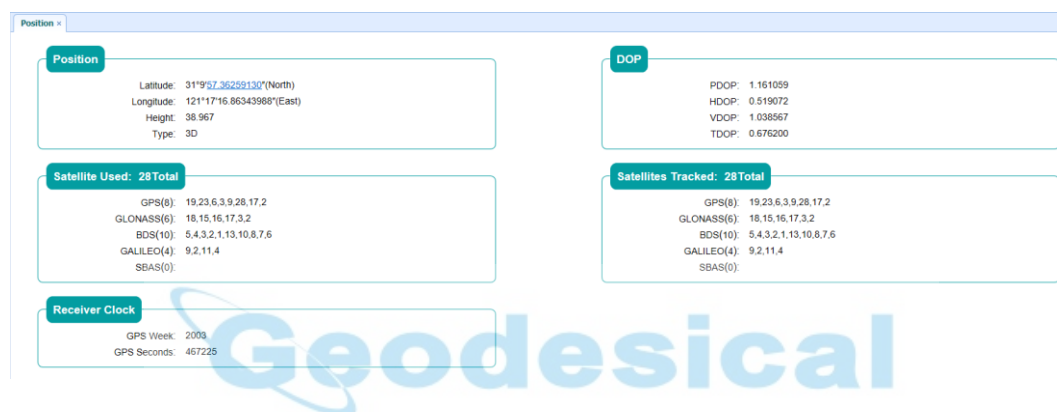 Position ×
Position
Latitude: 31°9'57.36259130"(North)
Longitude: 121°17'16.86343988"(East)
Height: 38.967
Type: 3D
DOP
PDOP: 1.161059
HDOP: 0.519072
VDOP: 1.038567
TDOP: 0.676200
Satellite Used: 28Total
GPS(8): 19,23,6,3,9,28,17,2
GLONASS(6): 18,15,16,17,3,2
BDS(10): 5,4,3,2,1,13,10,8,7,6
GALILEO(4): 9,2,11,4
SBAS(0):
Satellites Tracked: 28Total
GPS(8): 19,23,6,3,9,28,17,2
GLONASS(6): 18,15,16,17,3,2
BDS(10): 5,4,3,2,1,13,10,8,7,6
GALILEO(4): 9,2,11,4
SBAS(0):
Receiver Clock
GPS Week: 2003
GPS Seconds: 467225
Geodesical